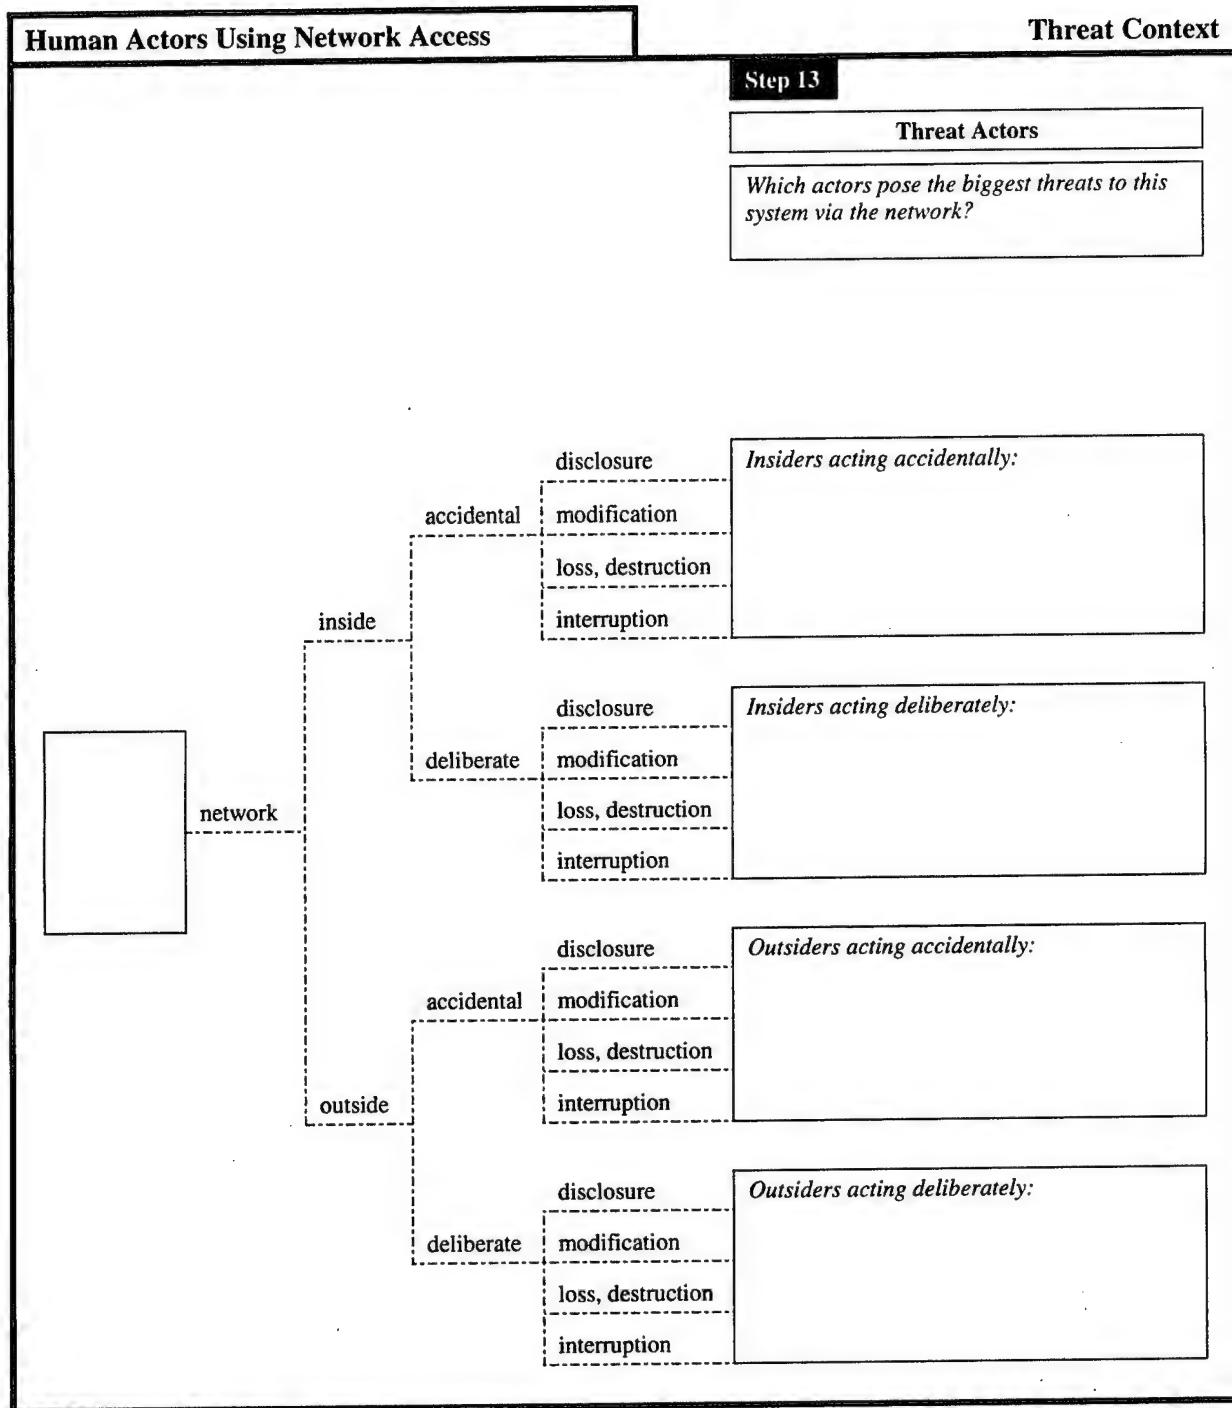 Human Actors Using Network Access
Threat Context
Step 13
Threat Actors
Which actors pose the biggest threats to this
system via the network?
disclosure
Insiders acting accidentally:
accidental
modification
loss, destruction
inside
interruption
disclosure
Insiders acting deliberately:
deliberate
modification
network
loss, destruction
interruption
disclosure
Outsiders acting accidentally:
accidental
modification
loss, destruction
outside
interruption
disclosure
Outsiders acting deliberately:
deliberate
modification
loss, destruction
interruption